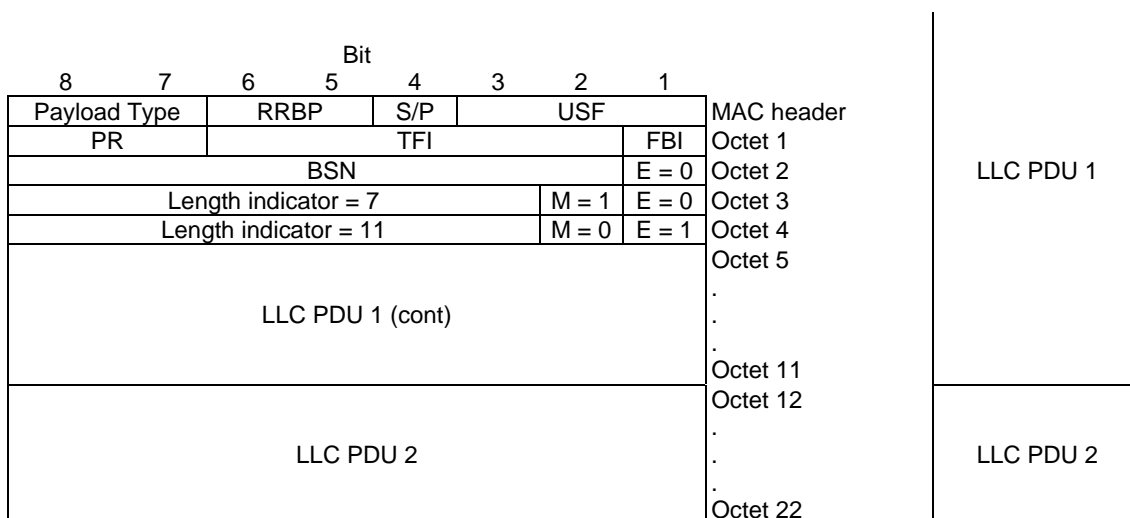 Bit
8 7 6 5 4 3 2 1
Payload Type RRBP S/P USF MAC header
PR TFI FBI Octet 1
BSN E = 0 Octet 2 LLC PDU 1
Length indicator = 7 M = 1 E = 0 Octet 3
Length indicator = 11 M = 0 E = 1 Octet 4
Octet 5
.
LLC PDU 1 (cont) .
.
Octet 11
Octet 12
.
LLC PDU 2 . LLC PDU 2
.
Octet 22